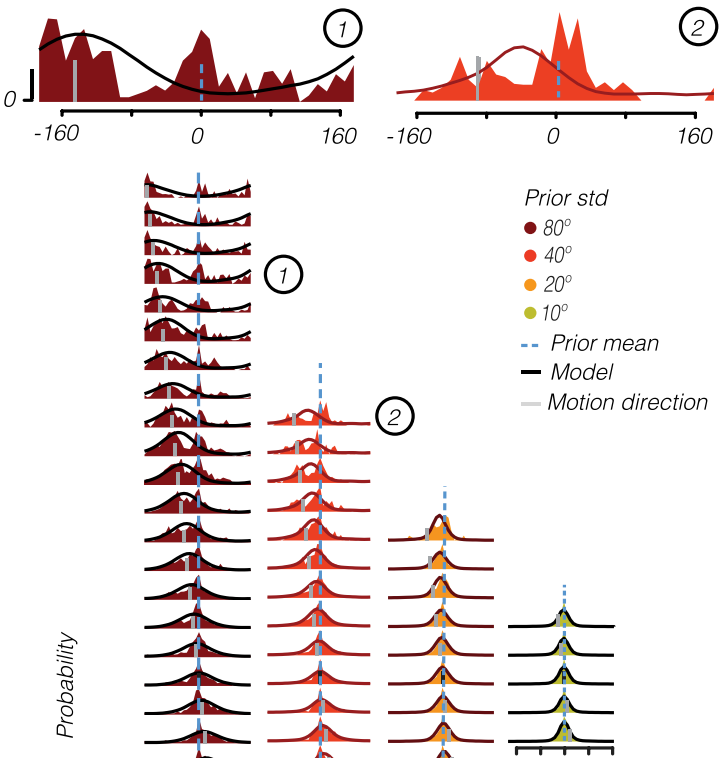 1
2
0
-160 0 160
-160 0 160
Prior std
80°
40°
20°
10°
Prior mean
Model
Motion direction
1
2
Probability